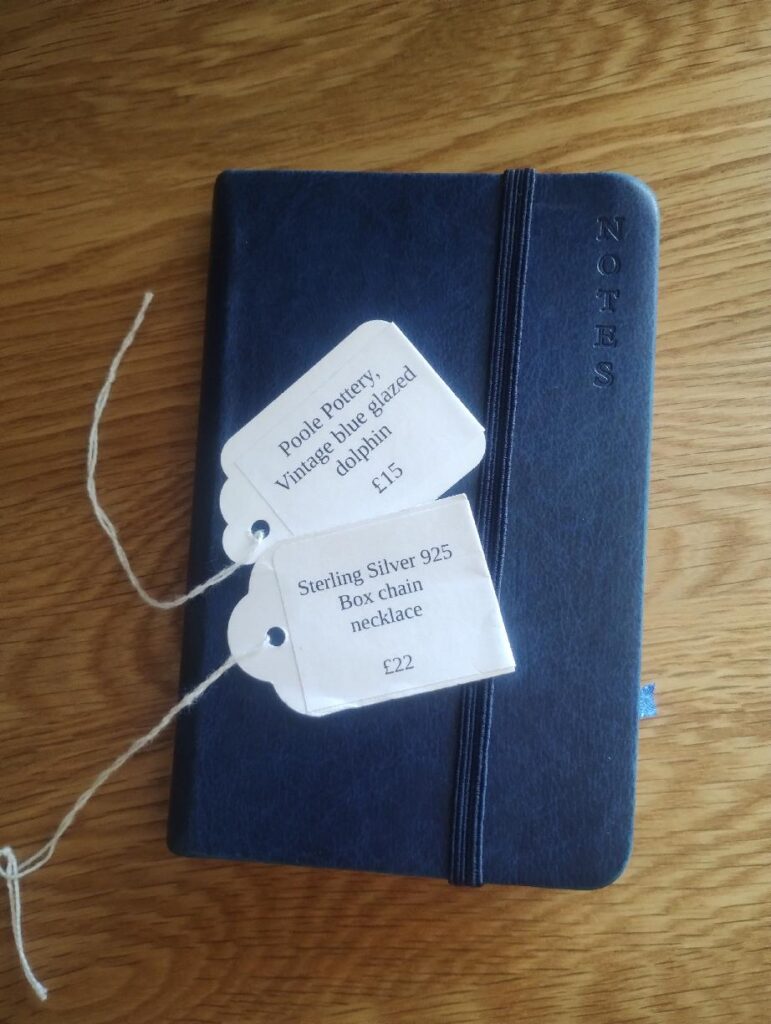 NOTES
Poole Pottery,
Vintage blue glazed
dolphin
£15
Sterling Silver 925
Box chain
necklace
£22